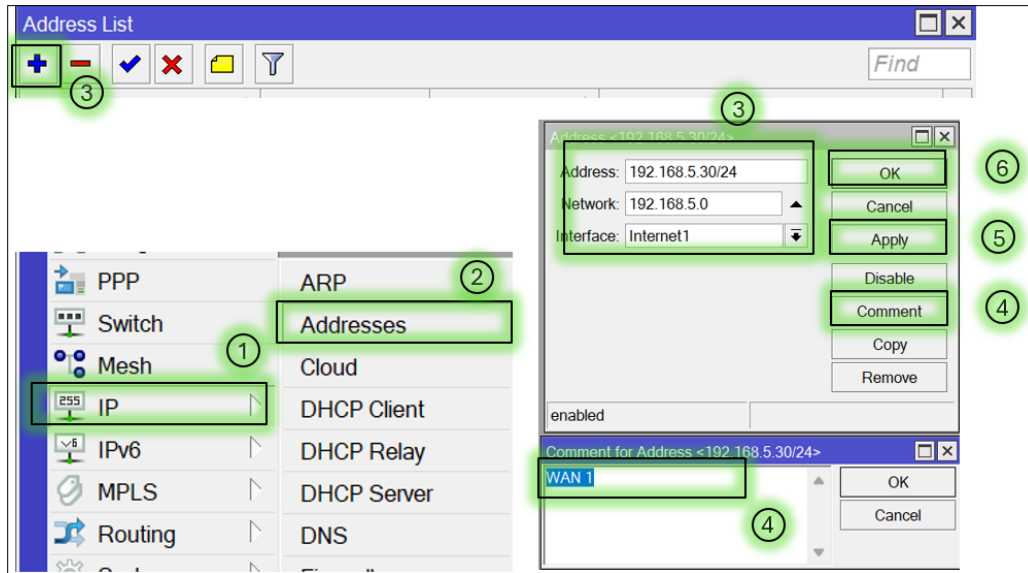 Address List
Find
3
3
Address <192.168.5.30/24>
Address: 192.168.5.30/24
OK
6
Network: 192.168.5.0
Cancel
Interface: Internet1
Apply
5
Disable
Comment
4
Copy
Remove
enabled
PPP
Switch
Mesh
1
255
IP
v6
IPv6
MPLS
Routing
ARP
2
Addresses
Cloud
DHCP Client
DHCP Relay
DHCP Server
DNS
Comment for Address <192.168.5.30/24>
WAN 1
OK
Cancel
4